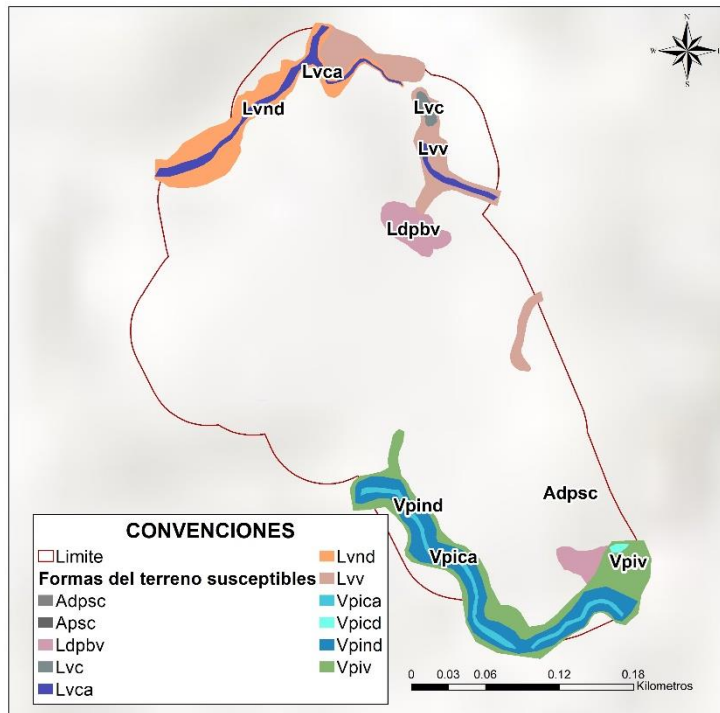 N
W
S
Lvca
Lvnd
Lvc
Lvv
Ldpbv
Adpsc
Vpind
Vpica
Vpiv
CONVENCIONES
Limite
Formas del terreno susceptibles
Adpsc
Apsc
Ldpbv
Lvc
Lvca
Lvnd
Lvv
Vpica
Vpicd
Vpind
Vpiv
0 0.03 0.06 0.12 0.18
Kilometros